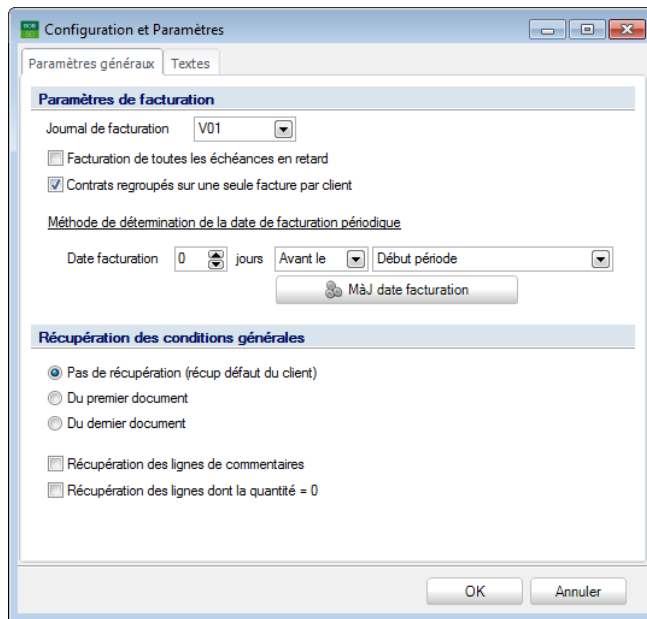 Configuration et Paramètres
Paramètres généraux Textes
Paramètres de facturation
Journal de facturation V01
Facturation de toutes les échéances en retard
Contrats regroupés sur une seule facture par client
Méthode de détermination de la date de facturation périodique
Date facturation 0 jours Avant le Début période
MàJ date facturation
Récupération des conditions générales
Pas de récupération (récup défaut du client)
Du premier document
Du dernier document
Récupération des lignes de commentaires
Récupération des lignes dont la quantité = 0
OK Annuler